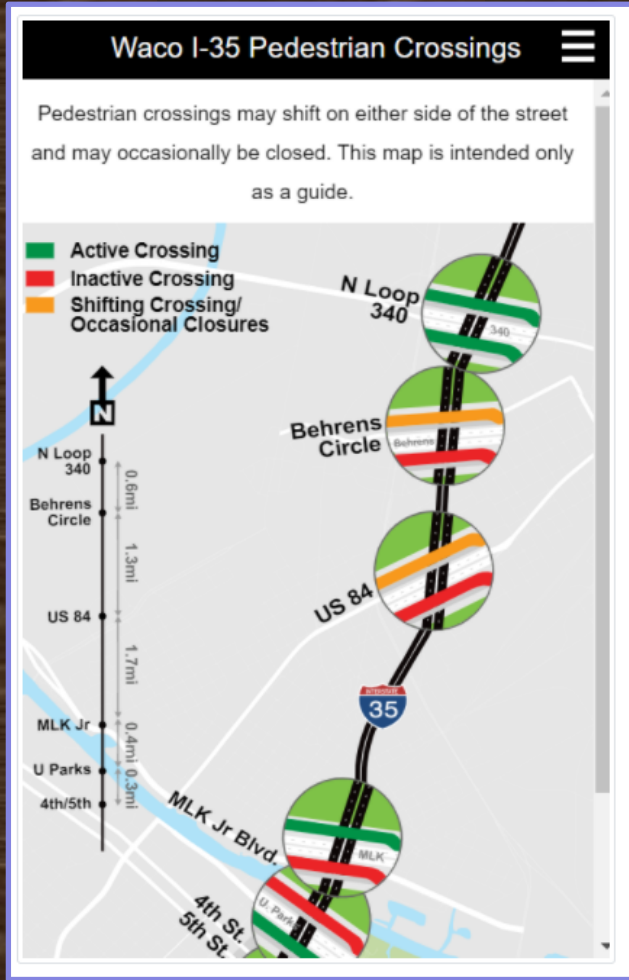 Waco I-35 Pedestrian Crossings
Pedestrian crossings may shift on either side of the street
and may occasionally be closed. This map is intended only
as a guide.
Active Crossing
Inactive Crossing
Shifting Crossing/
Occasional Closures
N
N Loop
340
0.6mi
Behrens
Circle
1.3mi
US 84
1.7mi
MLK Jr
0.4mi
U Parks
0.3mi
4th/5th
N Loop
340
340
Behrens
Circle
Behrens
US 84
INTERSTATE
35
MLK Jr Blvd.
MLK
U. Parks
4th St.
5th St.